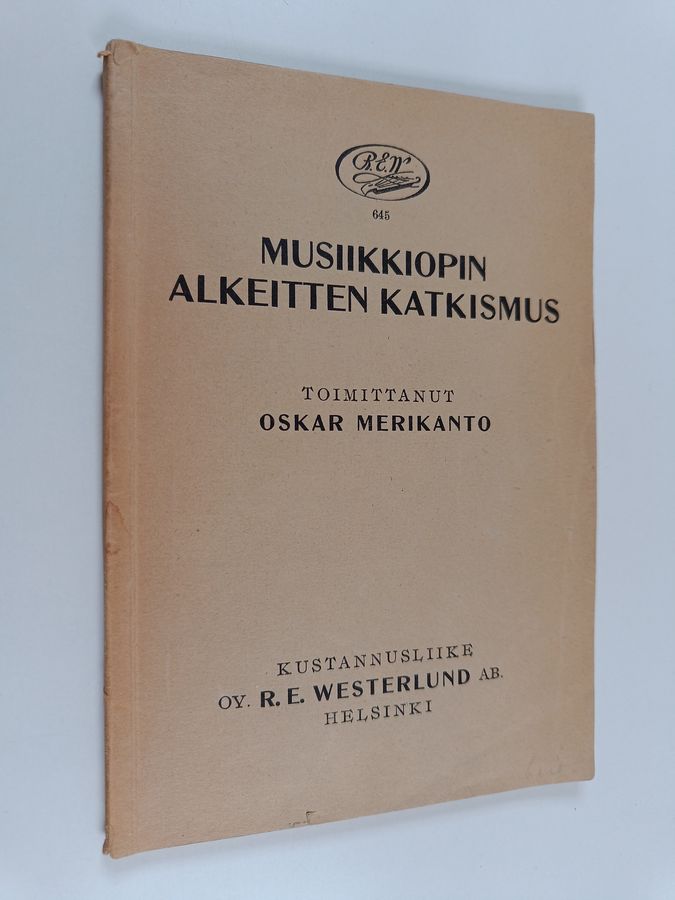 R.E.W
645
MUSIIKKIOPIN
ALKEITTEN KATKISMUS
TOIMITTANUT
OSKAR MERIKANTO
KUSTANNUSLIIKE
OY. R. E. WESTERLUND AB.
HELSINKI